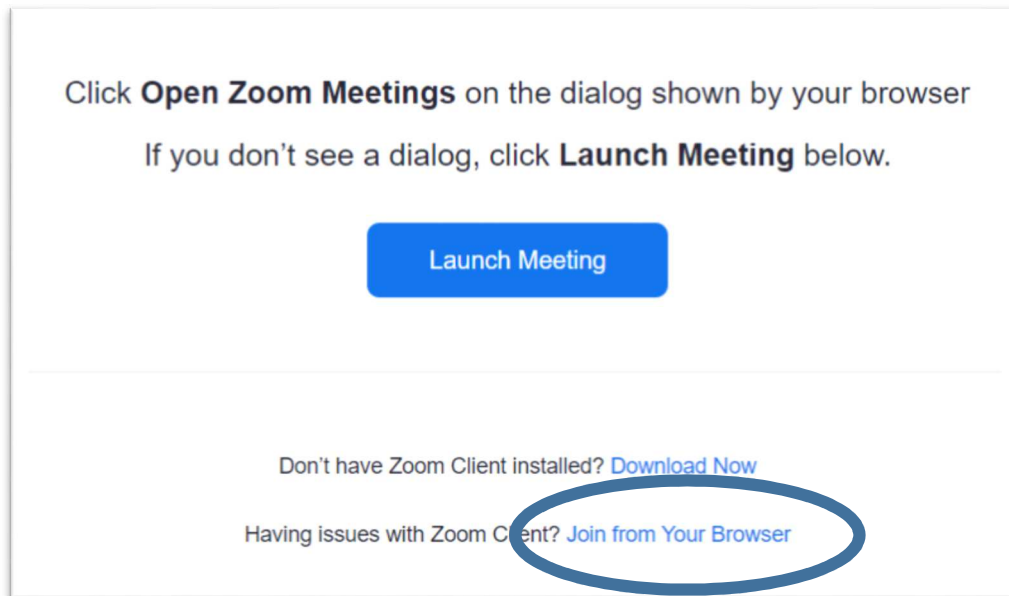 Click Open Zoom Meetings on the dialog shown by your browser
If you don’t see a dialog, click Launch Meeting below.
Launch Meeting
Don’t have Zoom Client installed? Download Now
Having issues with Zoom Client? Join from Your Browser